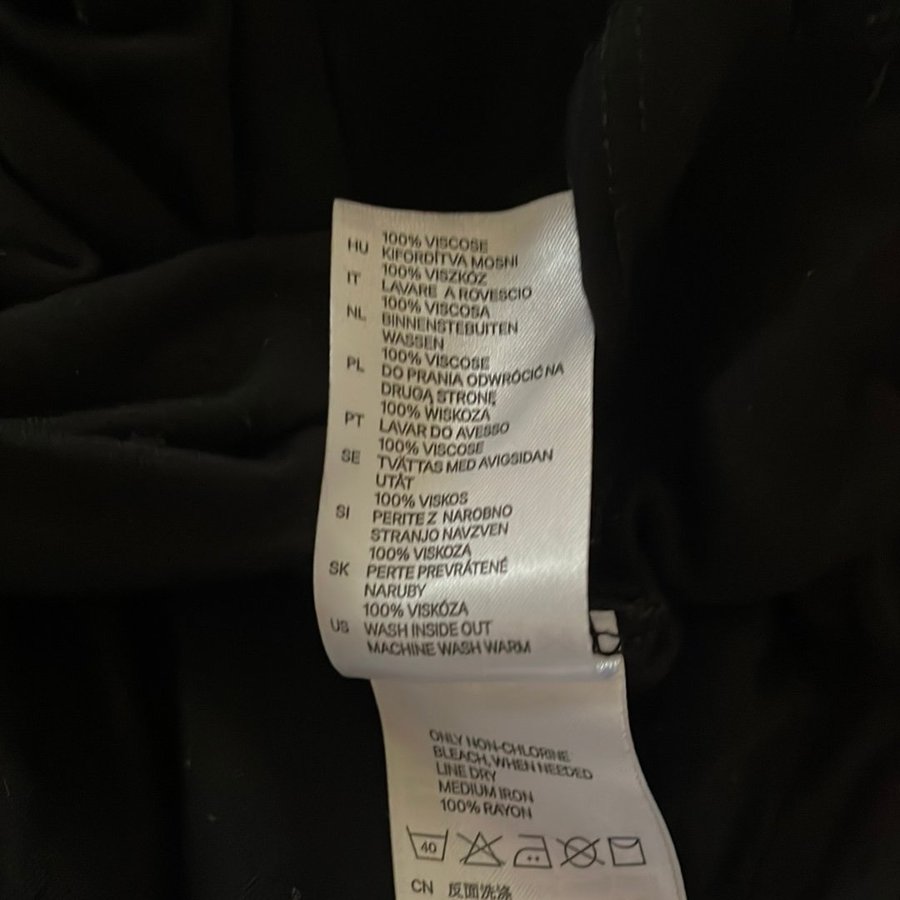 100% VISCOSE
HU KIFORDÍTVA MOSNI
100% VISZKÓZ
IT LAVARE A ROVESCIO
100% VISCOSA
NL BINNENSTEBUITEN
WASSEN
100% VISCOSE
PL DO PRANIA ODWRÓCIĆ NA
DRUGĄ STRONĘ
100% WISKOZA
PT LAVAR DO AVESSO
100% VISCOSE
SE TVÄTTAS MED AVIGSIDAN
UTÅT
100% VISKOS
SI PERITE Z NAROBNO
STRANJO NAVZVEN
100% VISKOZA
SK PERTE PREVRÁTENÉ
NARUBY
100% VISKÓZA
US WASH INSIDE OUT
MACHINE WASH WARM
ONLY NON-CHLORINE
BLEACH, WHEN NEEDED
LINE DRY
MEDIUM IRON
100% RAYON
40
CN 反面洗涤